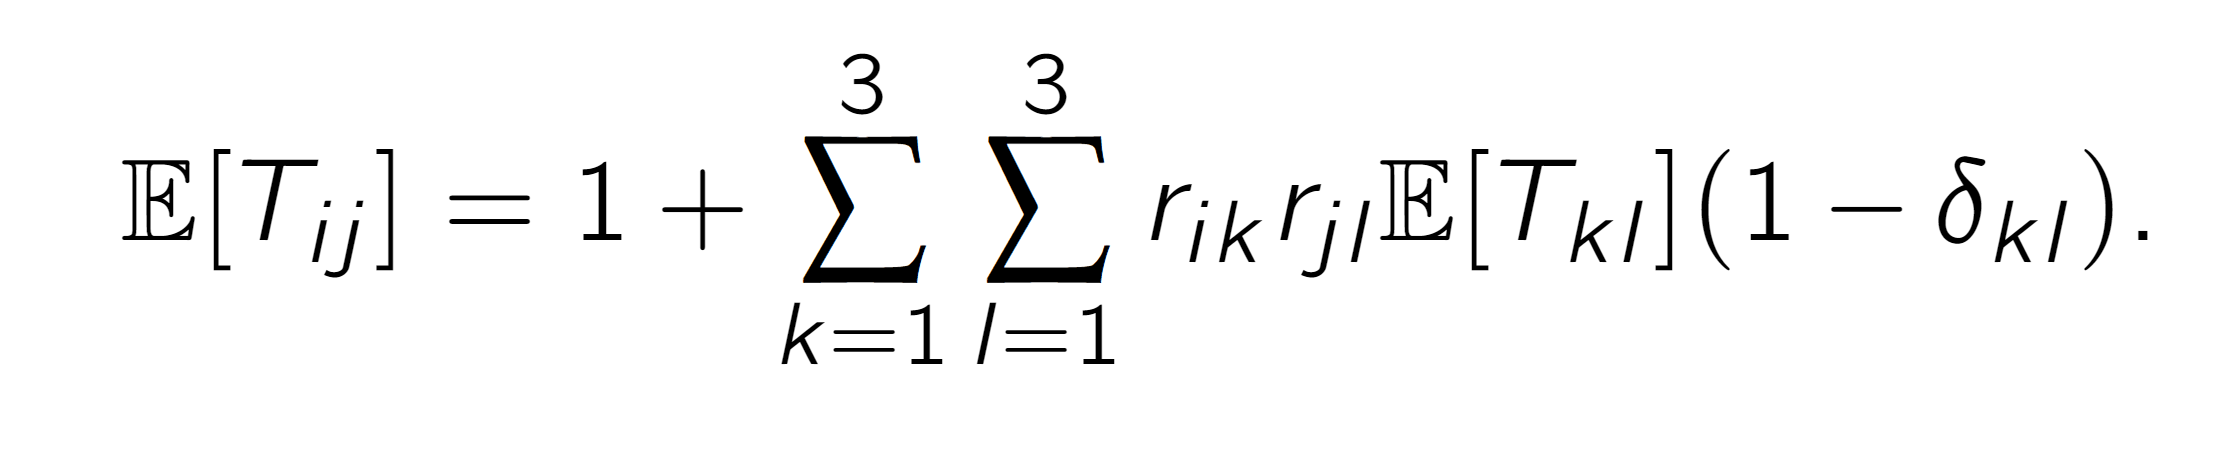 𝔼[T_{ij}] = 1 + \sum_{k=1}^{3} \sum_{l=1}^{3} r_{ik} r_{jl} 𝔼[T_{kl}](1 − δ_{kl}).